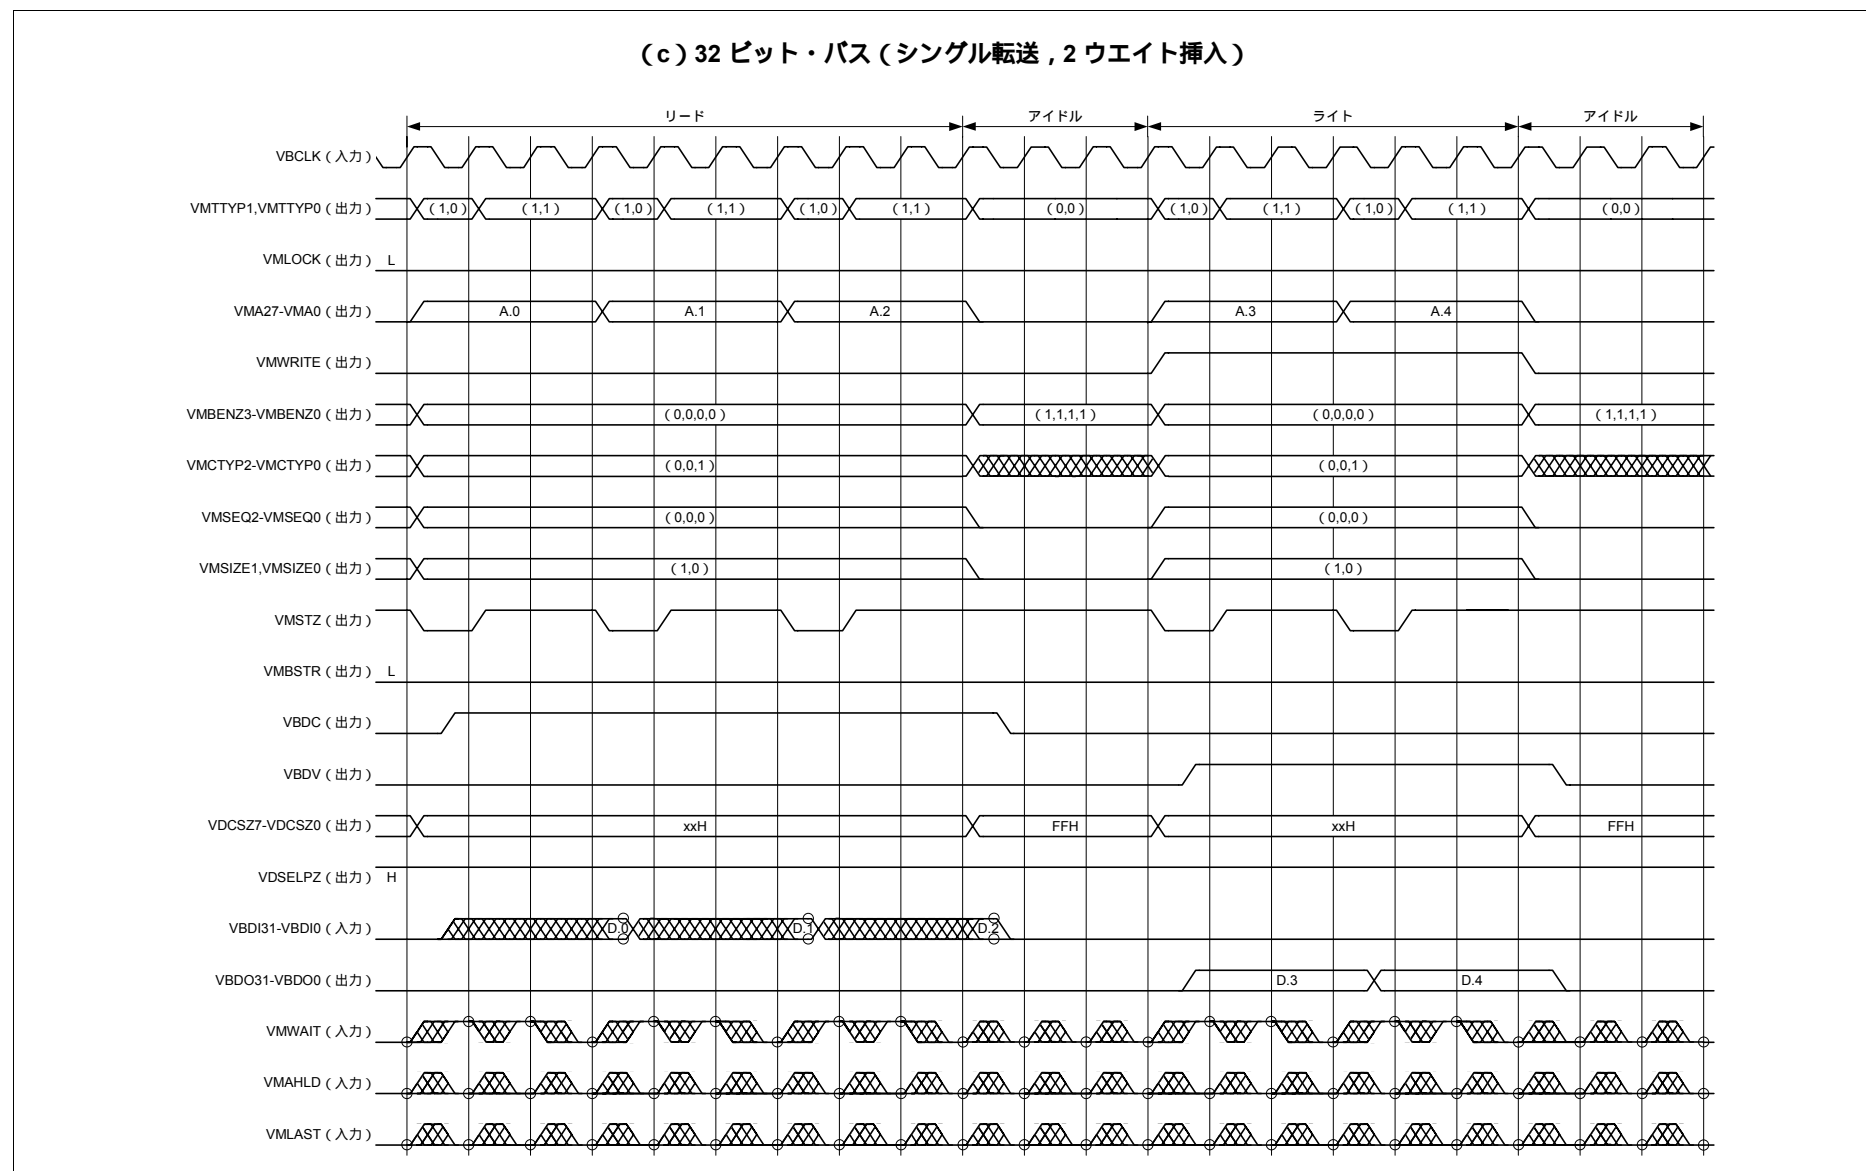 （c）32 ビット・バス（シングル転送，2 ウエイト挿入）
リード アイドル ライト アイドル
VBCLK（入力）
VMTTYP1,VMTTYP0（出力） （1,0） （1,1） （1,0） （1,1） （1,0） （1,1） （0,0） （1,0） （1,1） （1,0） （1,1） （0,0）
VMLOCK（出力） L
VMA27-VMA0（出力） A.0 A.1 A.2 A.3 A.4
VMWRITE（出力）
VMBENZ3-VMBENZ0（出力） （0,0,0,0） （1,1,1,1） （0,0,0,0） （1,1,1,1）
VMCTYP2-VMCTYP0（出力） （0,0,1） （0,0,1）
VMSEQ2-VMSEQ0（出力） （0,0,0） （0,0,0）
VMSIZE1,VMSIZE0（出力） （1,0） （1,0）
VMSTZ（出力）
VMBSTR（出力） L
VBDC（出力）
VBDV（出力）
VDCSZ7-VDCSZ0（出力） xxH FFH xxH FFH
VDSELPZ（出力） H
VBDI31-VBDI0（入力） D.0 D.1 D.2
VBDO31-VBDO0（出力） D.3 D.4
VMWAIT（入力）
VMAHLD（入力）
VMLAST（入力）